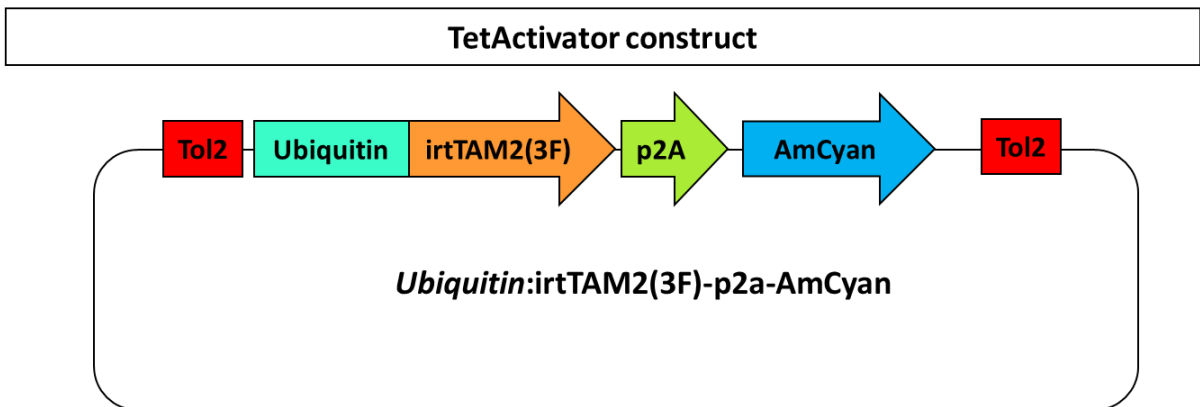 TetActivator construct
Tol2 Ubiquitin irtTAM2(3F) p2A AmCyan Tol2
Ubiquitin:irtTAM2(3F)-p2a-AmCyan